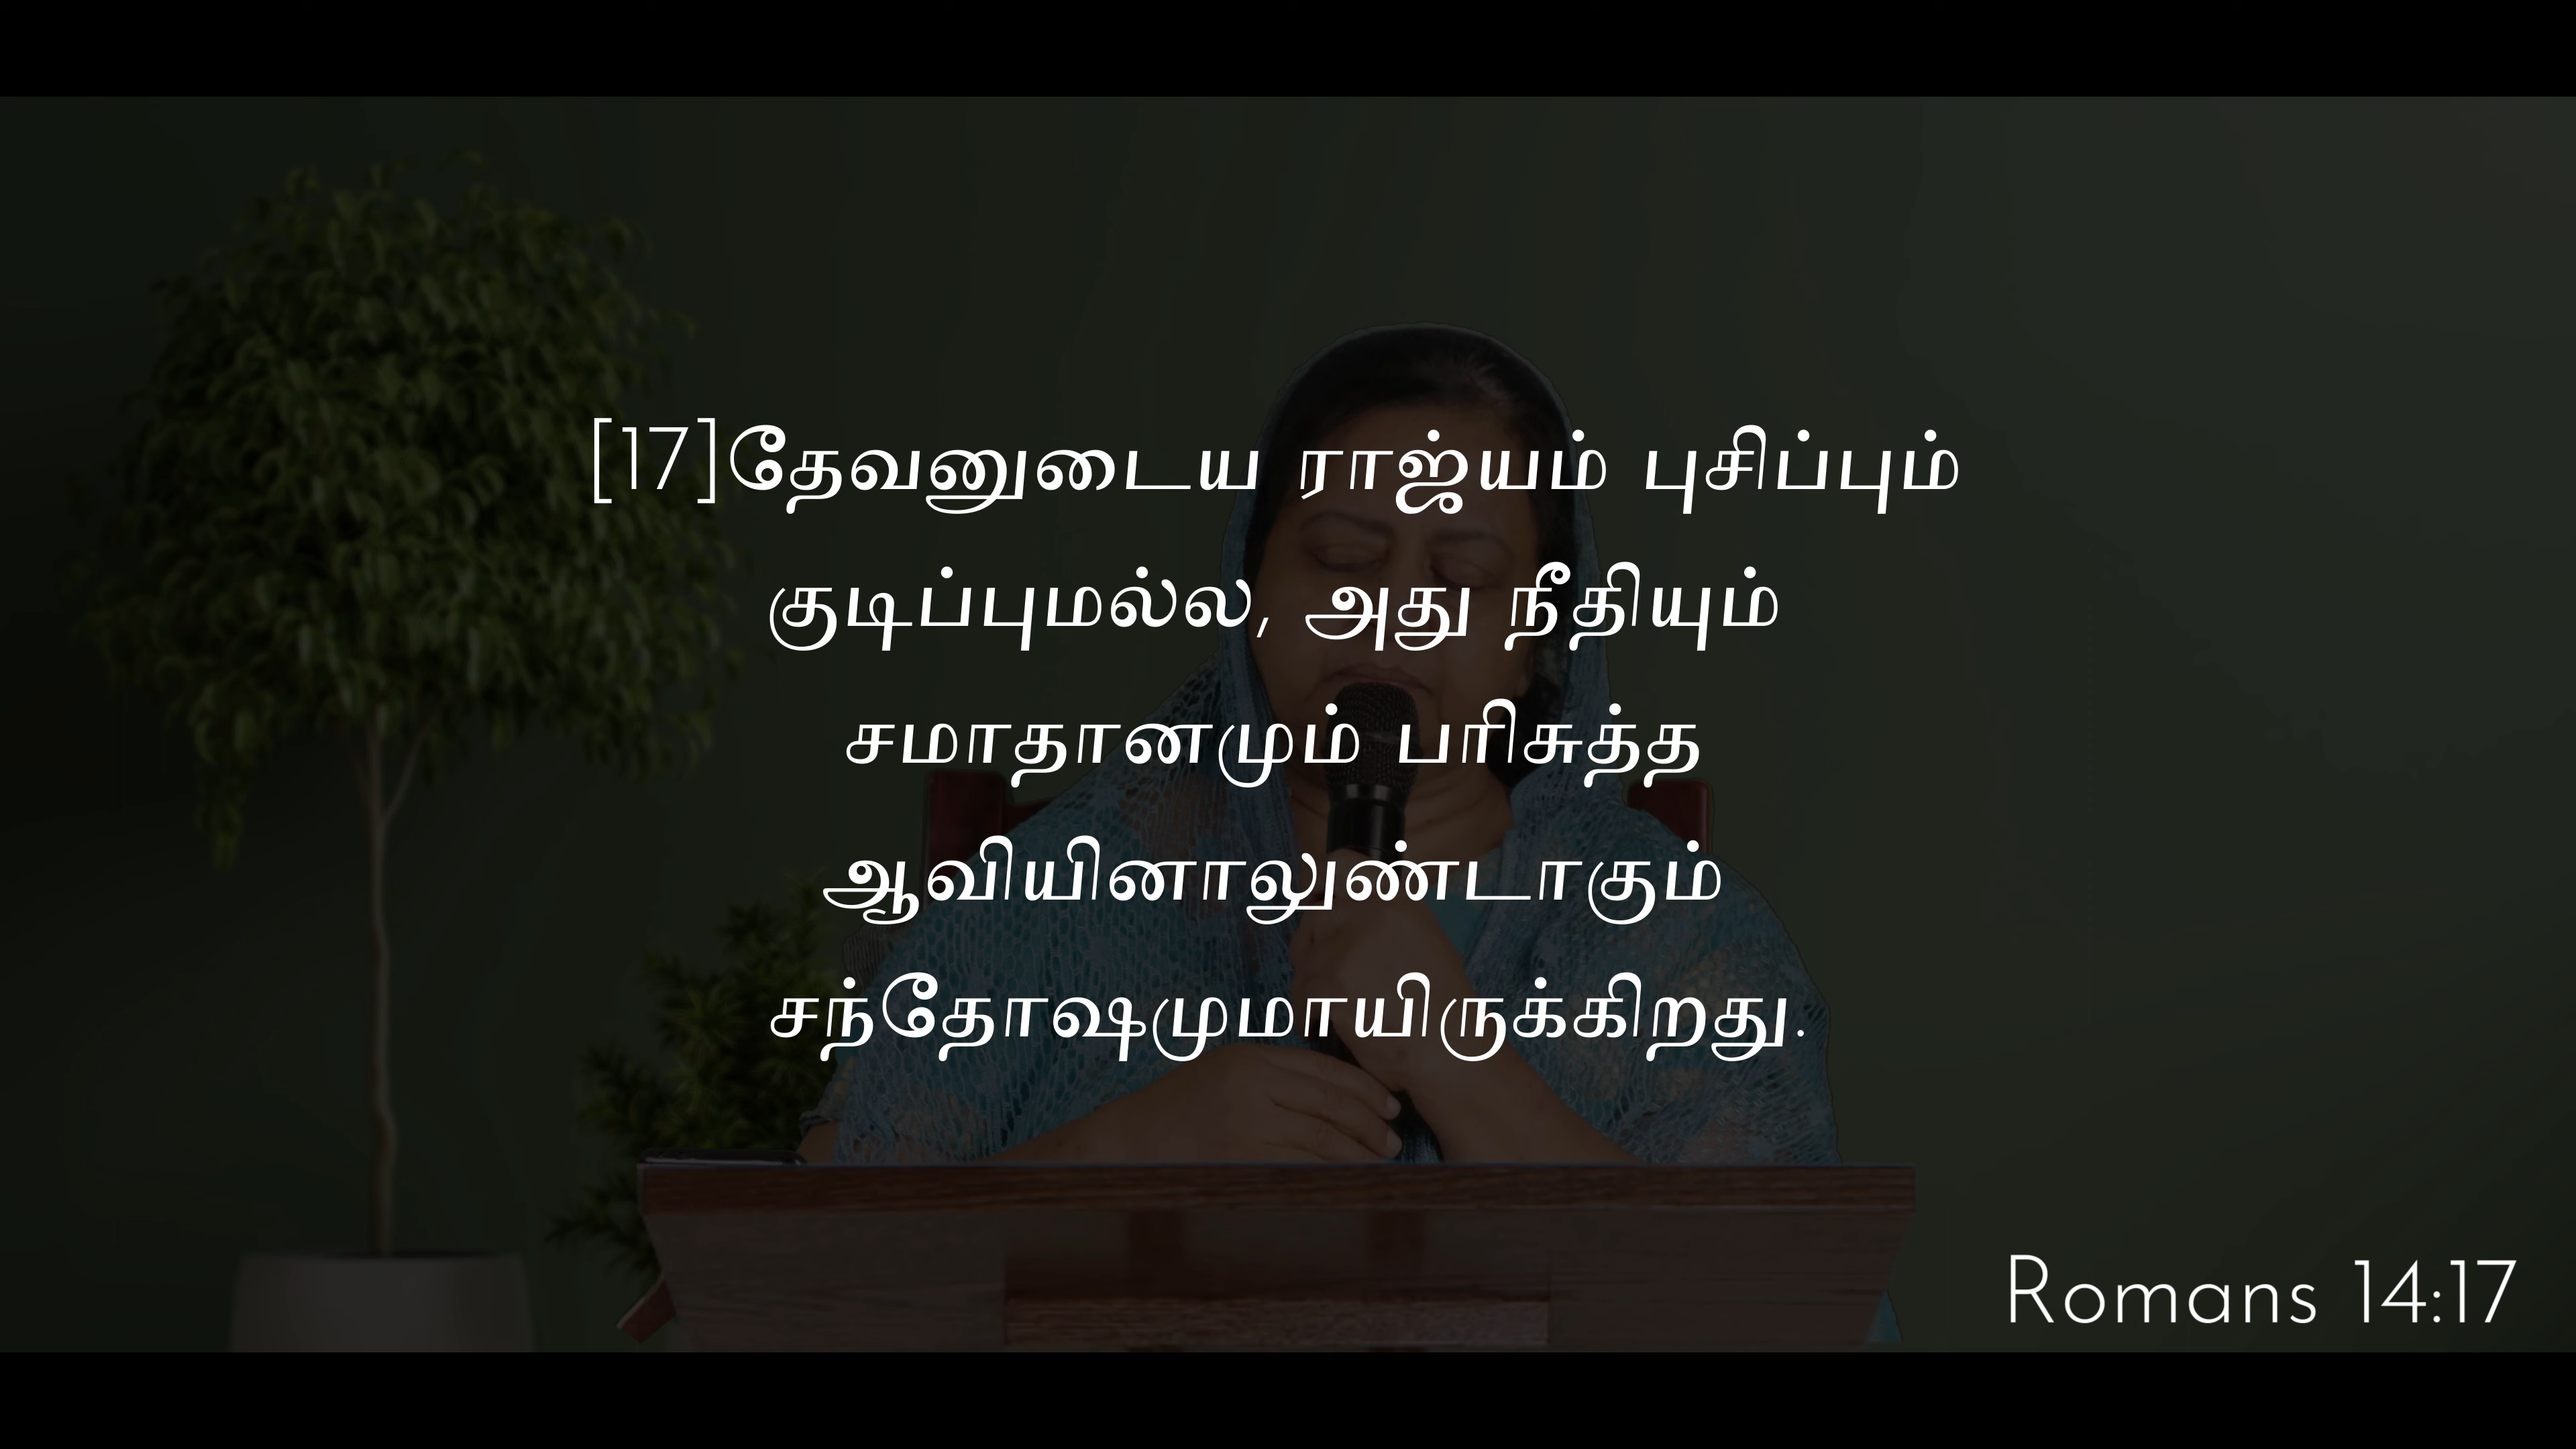 [17]தேவனுடைய ராஜ்யம் புசிப்பும்
குடிப்புமல்ல, அது நீதியும்
சமாதானமும் பரிசுத்த
ஆவியினாலுண்டாகும்
சந்தோஷமுமாயிருக்கிறது.
Romans 14:17